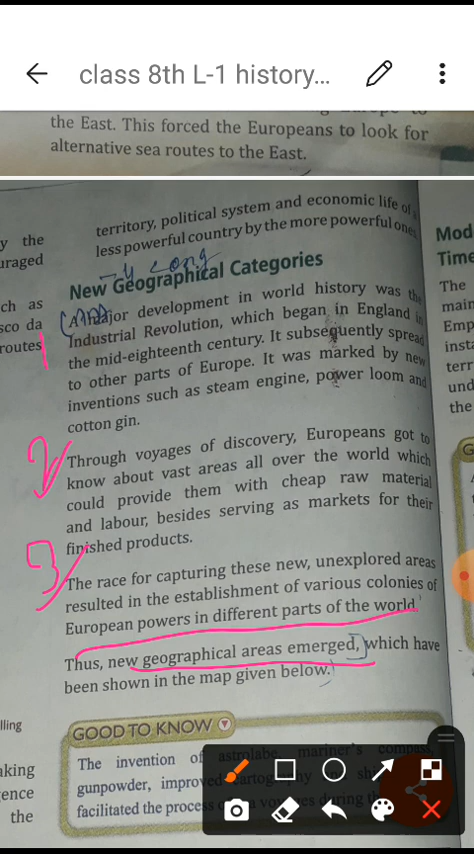 class 8th L-1 history...
the East. This forced the Europeans to look for
alternative sea routes to the East.
territory, political system and economic life of
less powerful country by the more powerful ones
y the
uraged
ch as
sco da
routes
New Geographical Categories
A major development in world history was the
Industrial Revolution, which began in England in
the mid-eighteenth century. It subsequently spread
to other parts of Europe. It was marked by new
inventions such as steam engine, power loom and
cotton gin.
1
2
Through voyages of discovery, Europeans got to
know about vast areas all over the world which
could provide them with cheap raw material
and labour, besides serving as markets for their
finished products.
3
The race for capturing these new, unexplored areas
resulted in the establishment of various colonies of
European powers in different parts of the world.
Thus, new geographical areas emerged, which have
been shown in the map given below.
GOOD TO KNOW
The invention of astrolabe, mariner's compass,
gunpowder, improved
facilitated the process
lling
aking
ence
the
Mod
Time
The
main
Emp
insta
terr
und
the